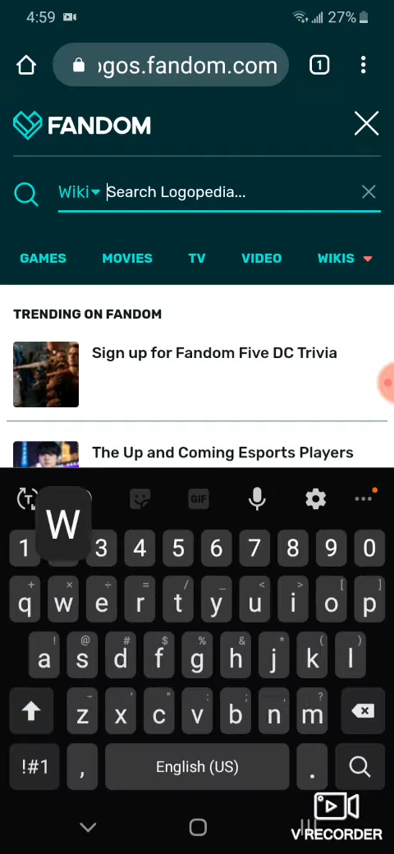 4:59 27%
ogos.fandom.com 1
FANDOM
Wiki Search Logopedia...
GAMES MOVIES TV VIDEO WIKIS
TRENDING ON FANDOM
Sign up for Fandom Five DC Trivia
The Up and Coming Esports Players
T GIF
W
1 3 4 5 6 7 8 9 0
+ × ÷ = / _ < > [ ]
q w e r t y u i o p
! @ # $ % & * ( )
a s d f g h j k l
- ' " : ; , ?
z x c v b n m
!#1 , English (US) .
V RECORDER